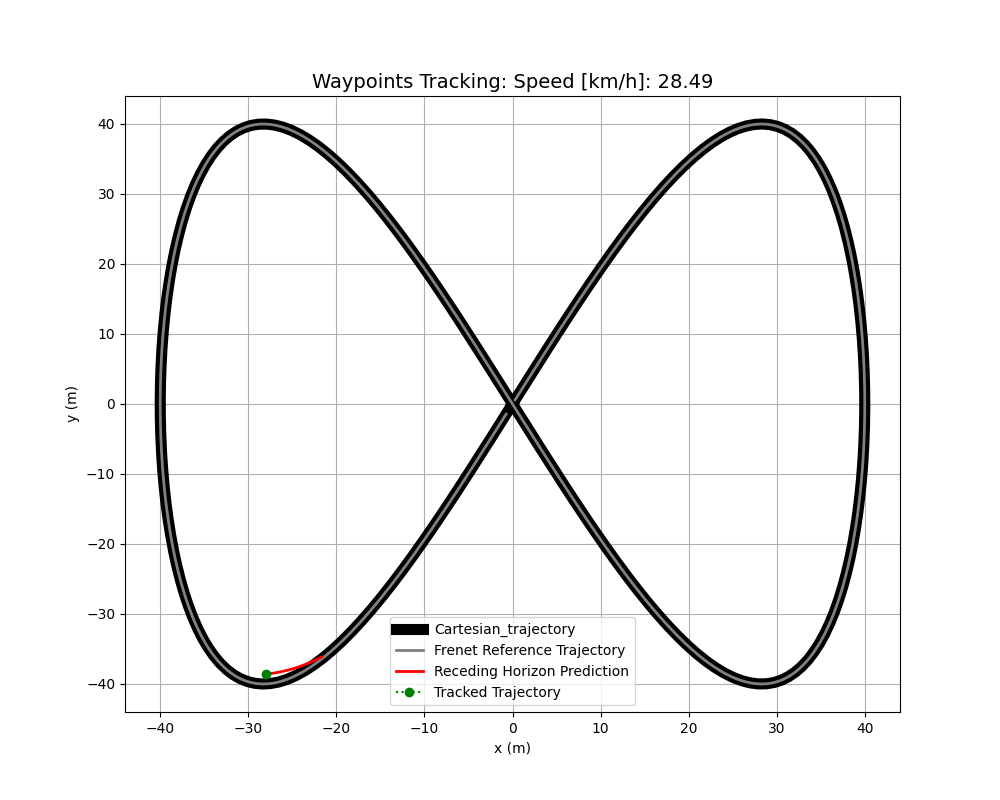 Waypoints Tracking: Speed [km/h]: 28.49
40
30
20
10
0
−10
−20
−30
−40
y (m)
Cartesian_trajectory
Frenet Reference Trajectory
Receding Horizon Prediction
Tracked Trajectory
−40 −30 −20 −10 0 10 20 30 40
x (m)